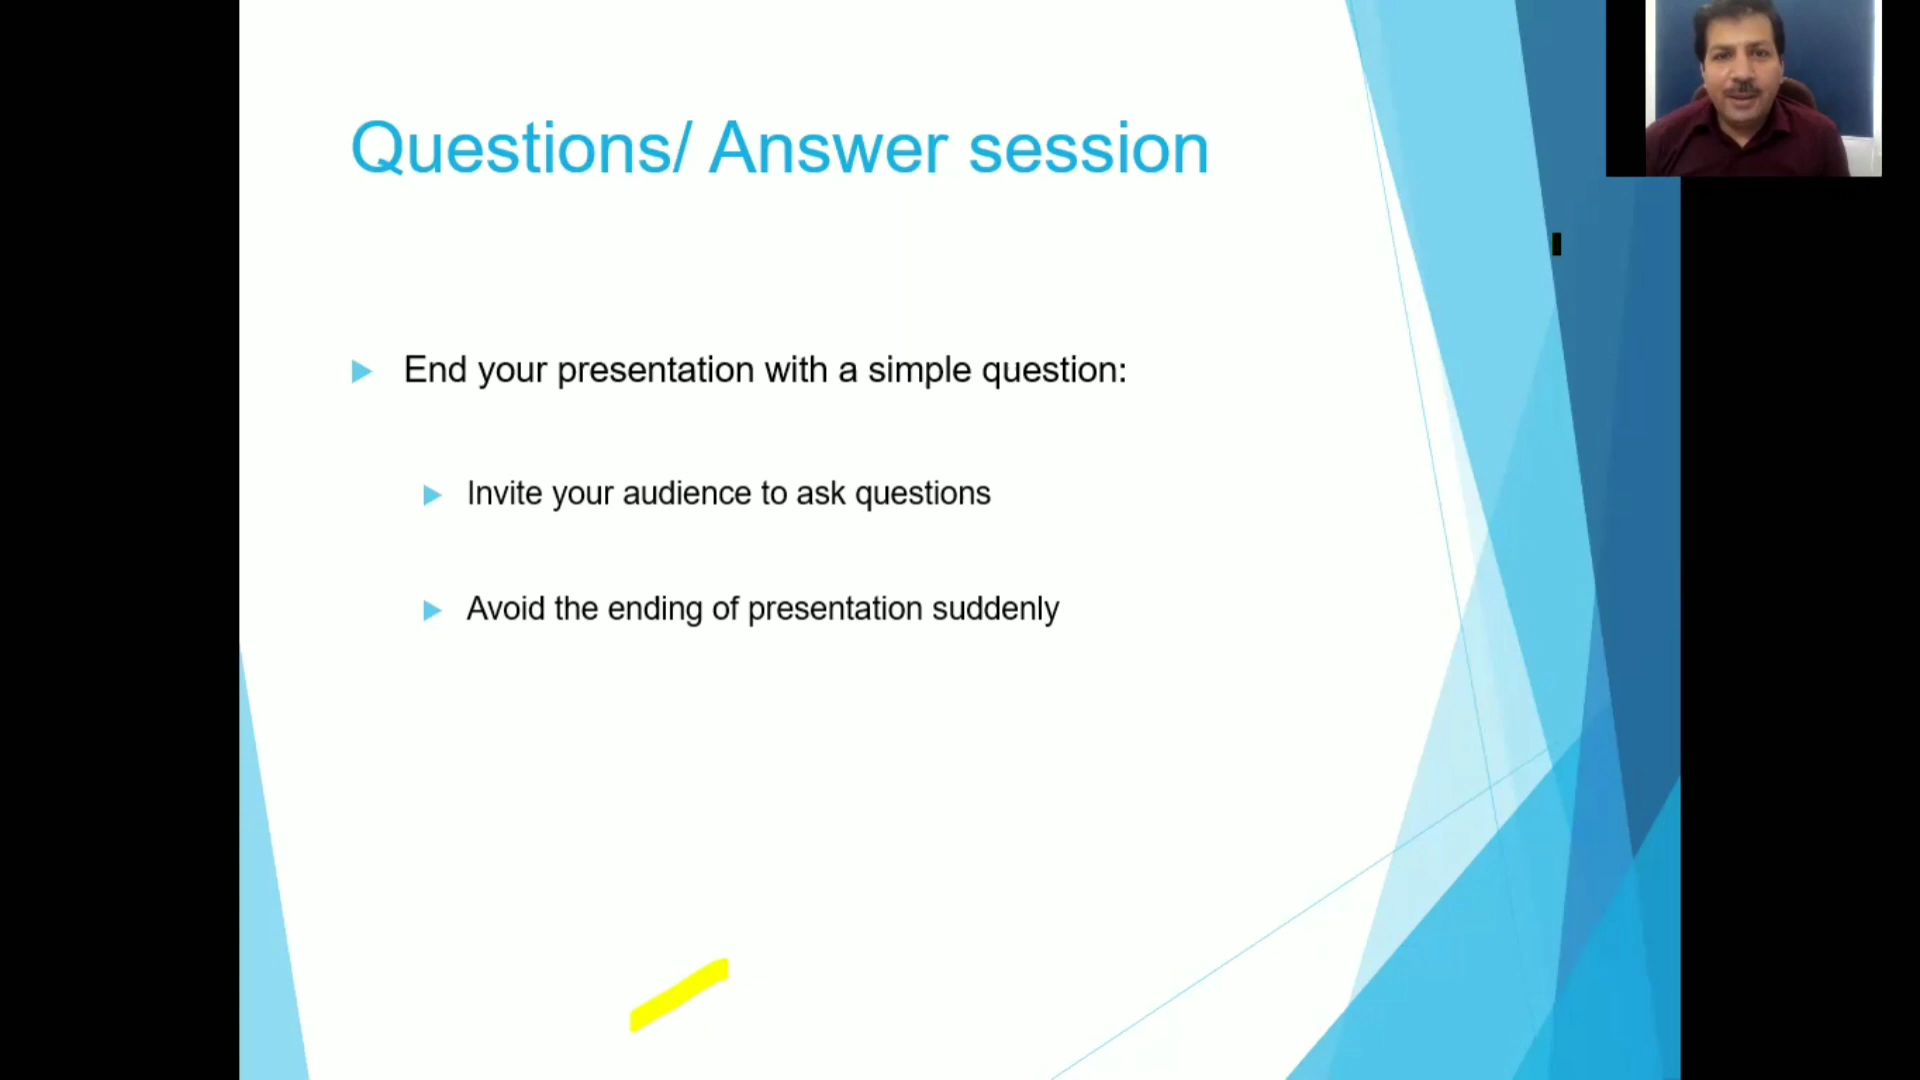 Questions/ Answer session
End your presentation with a simple question:
Invite your audience to ask questions
Avoid the ending of presentation suddenly